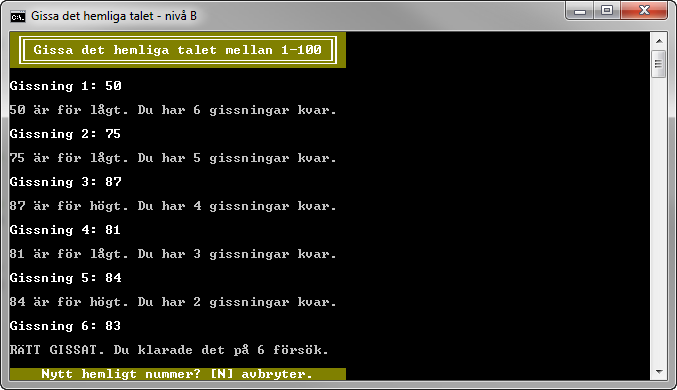 Gissa det hemliga talet - nivå B
Gissa det hemliga talet mellan 1-100
Gissning 1: 50
50 är för lågt. Du har 6 gissningar kvar.
Gissning 2: 75
75 är för lågt. Du har 5 gissningar kvar.
Gissning 3: 87
87 är för högt. Du har 4 gissningar kvar.
Gissning 4: 81
81 är för lågt. Du har 3 gissningar kvar.
Gissning 5: 84
84 är för högt. Du har 2 gissningar kvar.
Gissning 6: 83
RäTT GISSAT. Du klarade det på 6 försök.
Nytt hemligt nummer? [N] avbryter.